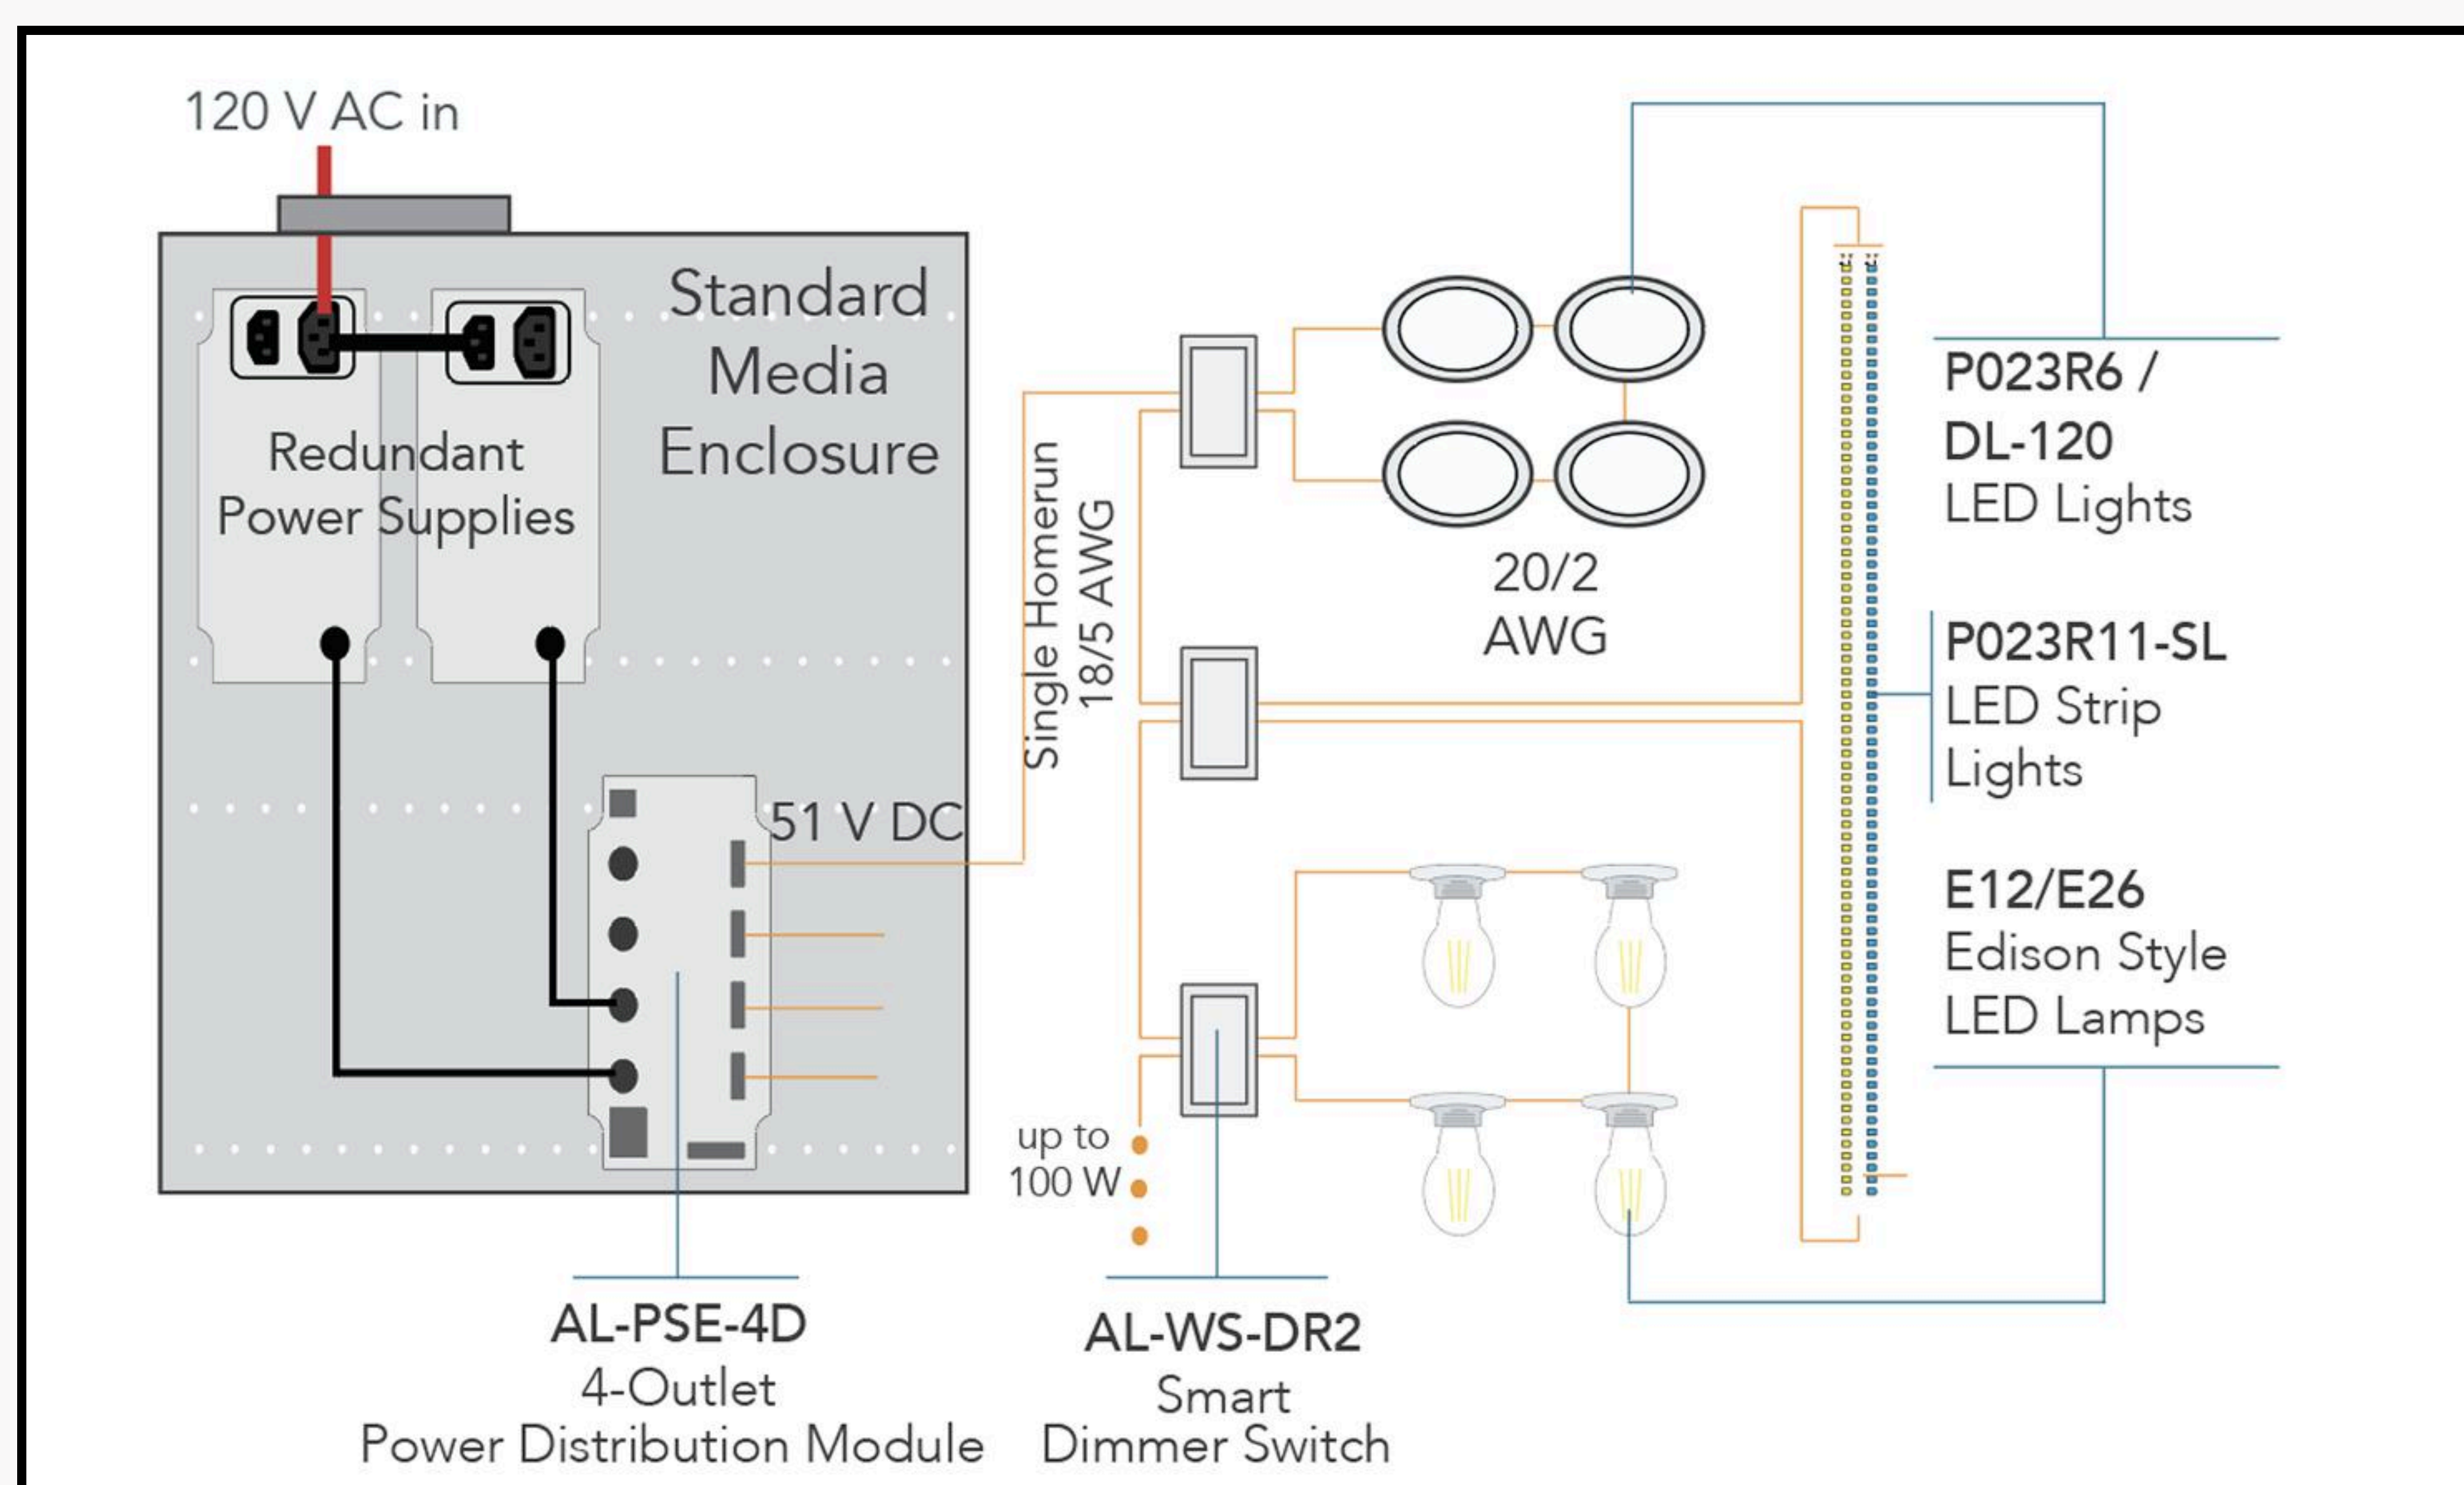 120 V AC in
Standard
Media
Enclosure
Redundant
Power Supplies
51 V DC
Single Homerun
18/5 AWG
20/2
AWG
P023R6 /
DL-120
LED Lights
P023R11-SL
LED Strip
Lights
E12/E26
Edison Style
LED Lamps
up to
100 W
AL-PSE-4D
4-Outlet
Power Distribution Module
AL-WS-DR2
Smart
Dimmer Switch